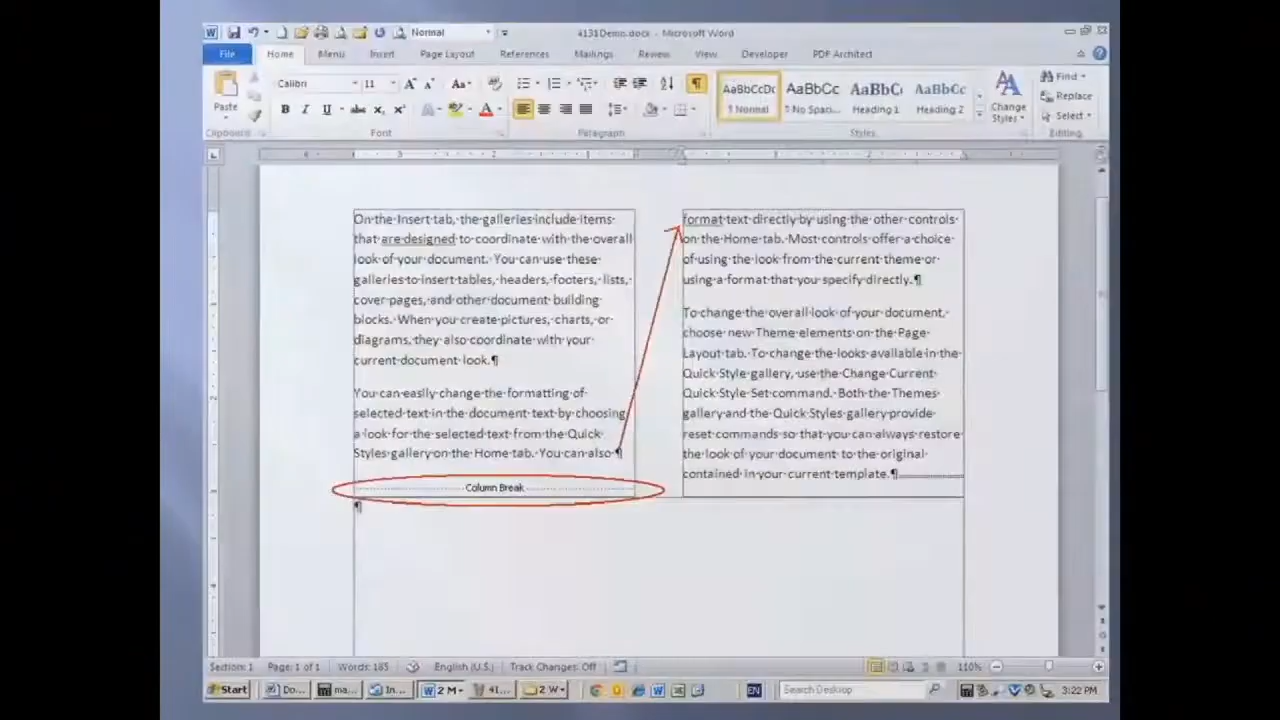 Normal
4131Demo.docx - Microsoft Word
File Home Menu Insert Page Layout References Mailings Review View Developer PDF Architect
Calibri 11
Paste
Clipboard Font Paragraph Styles Editing
AaBbCcDc AaBbCc AaBbC AaBbCc
¶ Normal ¶ No Spaci... Heading 1 Heading 2
Change Styles
Find
Replace
Select
On the Insert tab, the galleries include items
that are designed to coordinate with the overall
look of your document. You can use these
galleries to insert tables, headers, footers, lists,
cover pages, and other document building
blocks. When you create pictures, charts, or
diagrams, they also coordinate with your
current document look.¶
You can easily change the formatting of
selected text in the document text by choosing
a look for the selected text from the Quick
Styles gallery on the Home tab. You can also ¶
Column Break
¶
format text directly by using the other controls
on the Home tab. Most controls offer a choice
of using the look from the current theme or
using a format that you specify directly.¶
To change the overall look of your document,
choose new Theme elements on the Page
Layout tab. To change the looks available in the
Quick Style gallery, use the Change Current
Quick Style Set command. Both the Themes
gallery and the Quick Styles gallery provide
reset commands so that you can always restore
the look of your document to the original
contained in your current template.¶
Section: 1 Page: 1 of 1 Words: 185 English (U.S.) Track Changes: Off 110%
Start Do... ma... In... 2 M 41... 2 W EN Search Desktop 3:22 PM